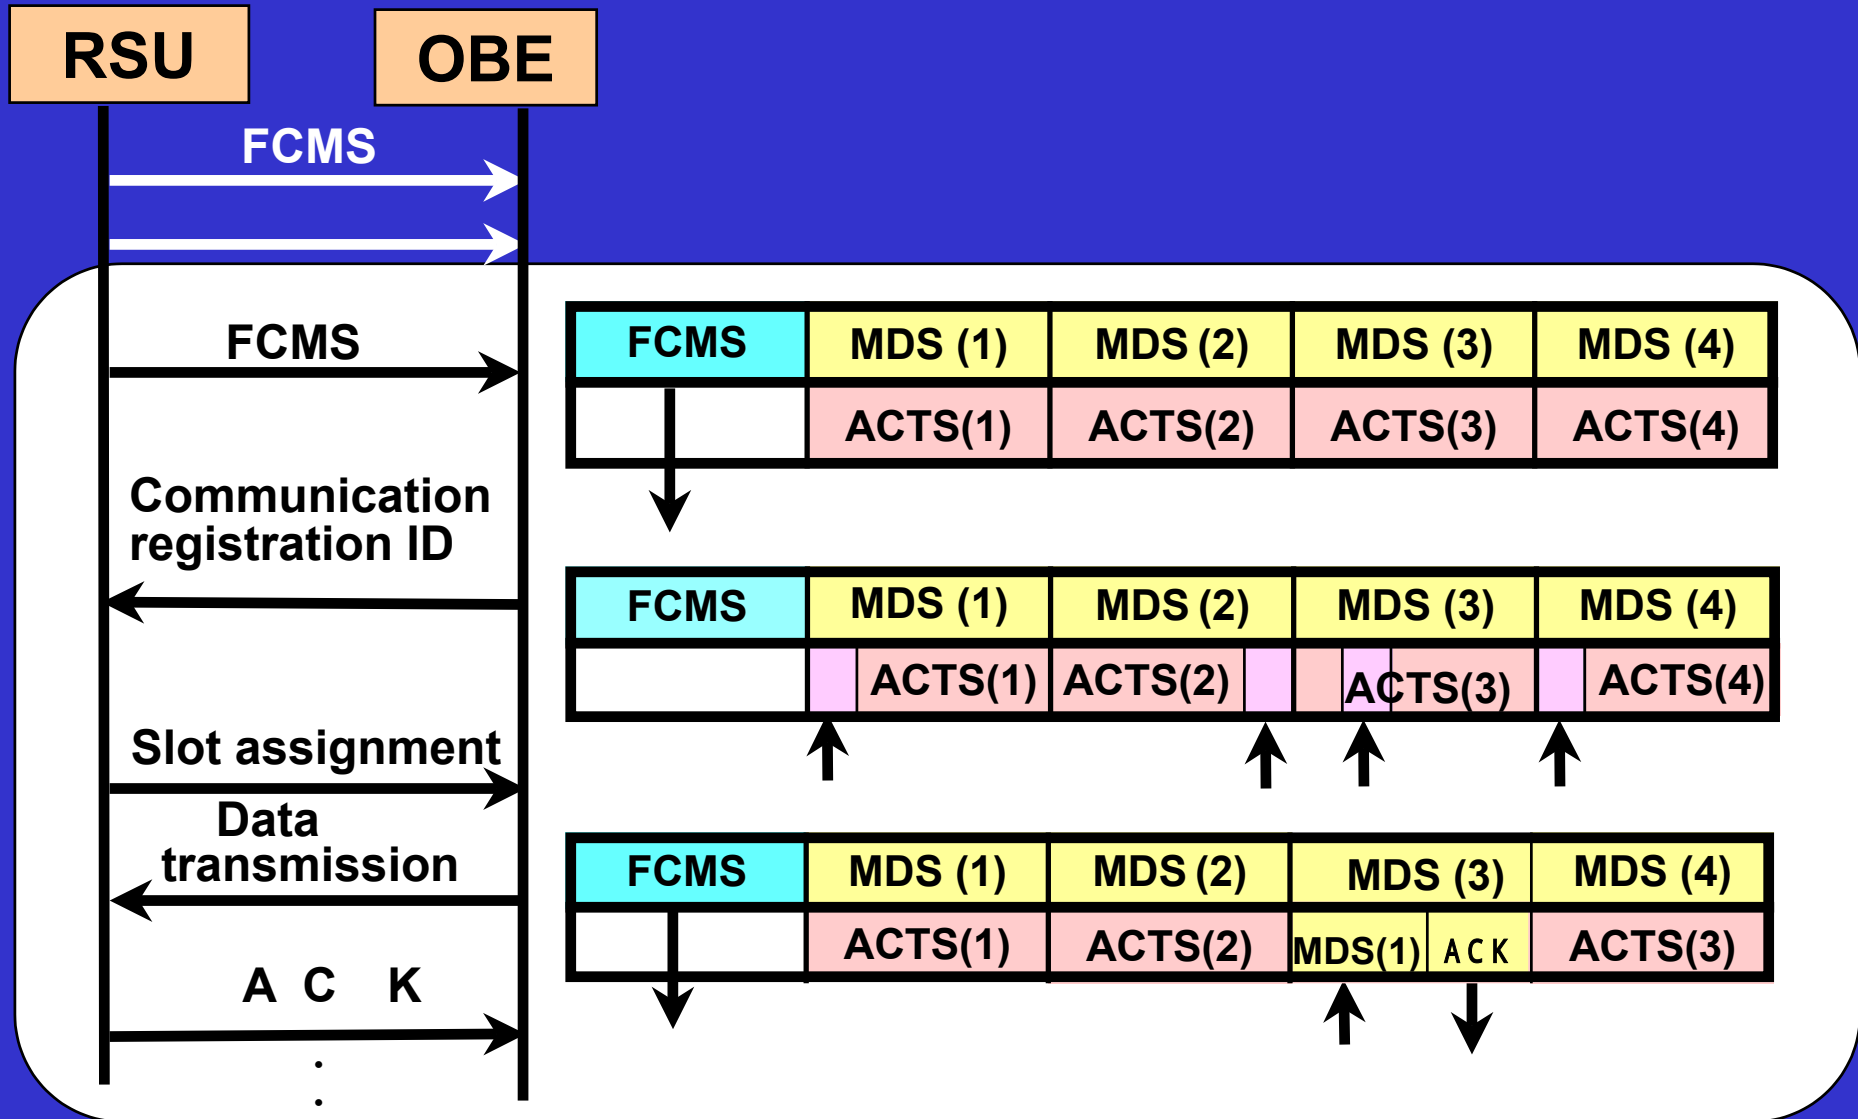 RSU
OBE
FCMS
FCMS
Communication
registration ID
Slot assignment
Data
transmission
A C K
FCMS MDS (1) MDS (2) MDS (3) MDS (4)
ACTS(1) ACTS(2) ACTS(3) ACTS(4)
FCMS MDS (1) MDS (2) MDS (3) MDS (4)
ACTS(1) ACTS(2) ACTS(3) ACTS(4)
FCMS MDS (1) MDS (2) MDS (3) MDS (4)
ACTS(1) ACTS(2) MDS(1) ACK ACTS(3)